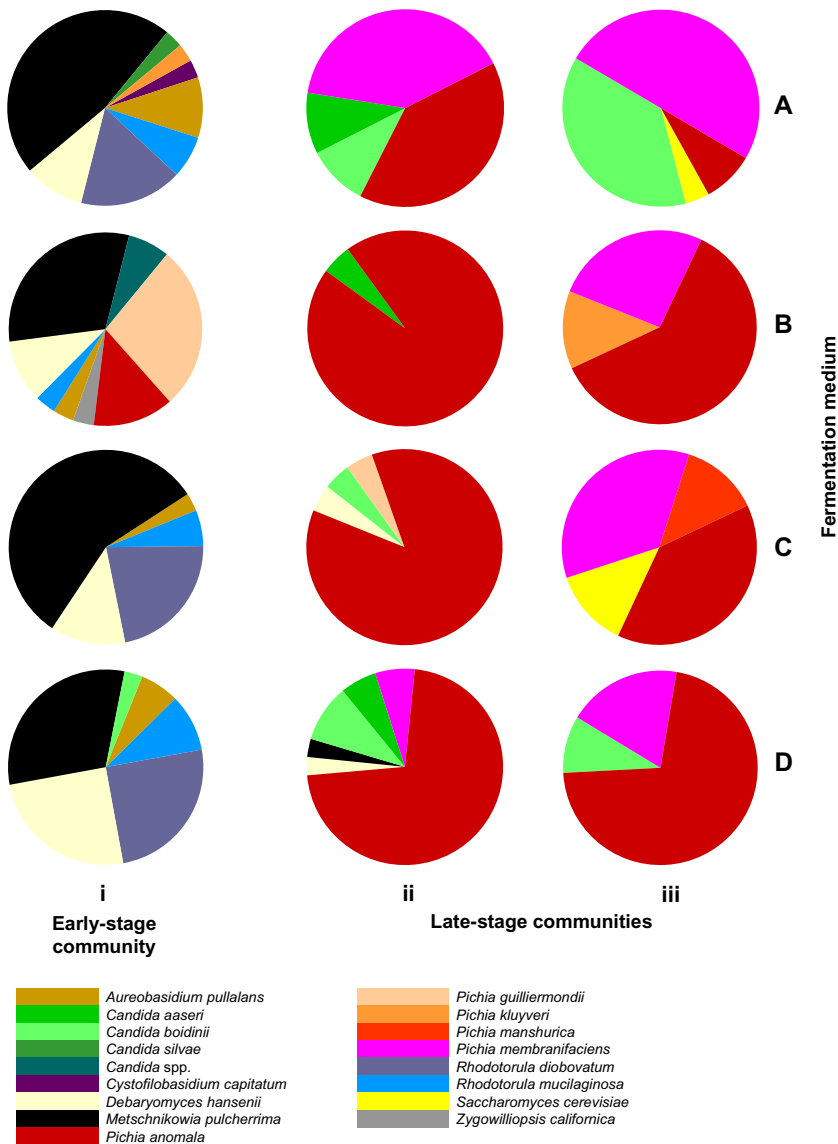 A
B
Fermentation medium
C
D
i
ii
iii
Early-stage
community
Late-stage communities
Aureobasidium pullalans
Candida aaseri
Candida boidinii
Candida silvae
Candida spp.
Cystofilobasidium capitatum
Debaryomyces hansenii
Metschnikowia pulcherrima
Pichia anomala
Pichia guilliermondii
Pichia kluyveri
Pichia manshurica
Pichia membranifaciens
Rhodotorula diobovatum
Rhodotorula mucilaginosa
Saccharomyces cerevisiae
Zygowilliopsis californica